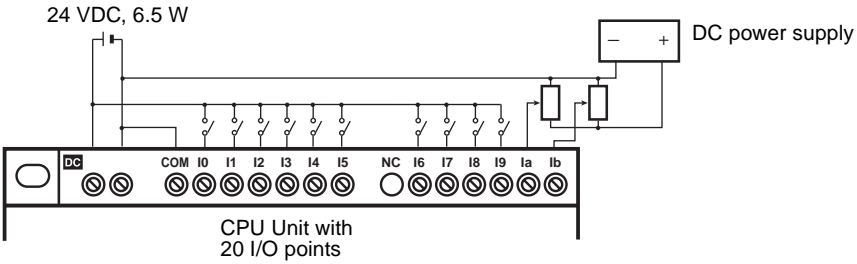 24 VDC, 6.5 W
− + DC power supply
DC COM I0 I1 I2 I3 I4 I5 NC I6 I7 I8 I9 Ia Ib
CPU Unit with
20 I/O points